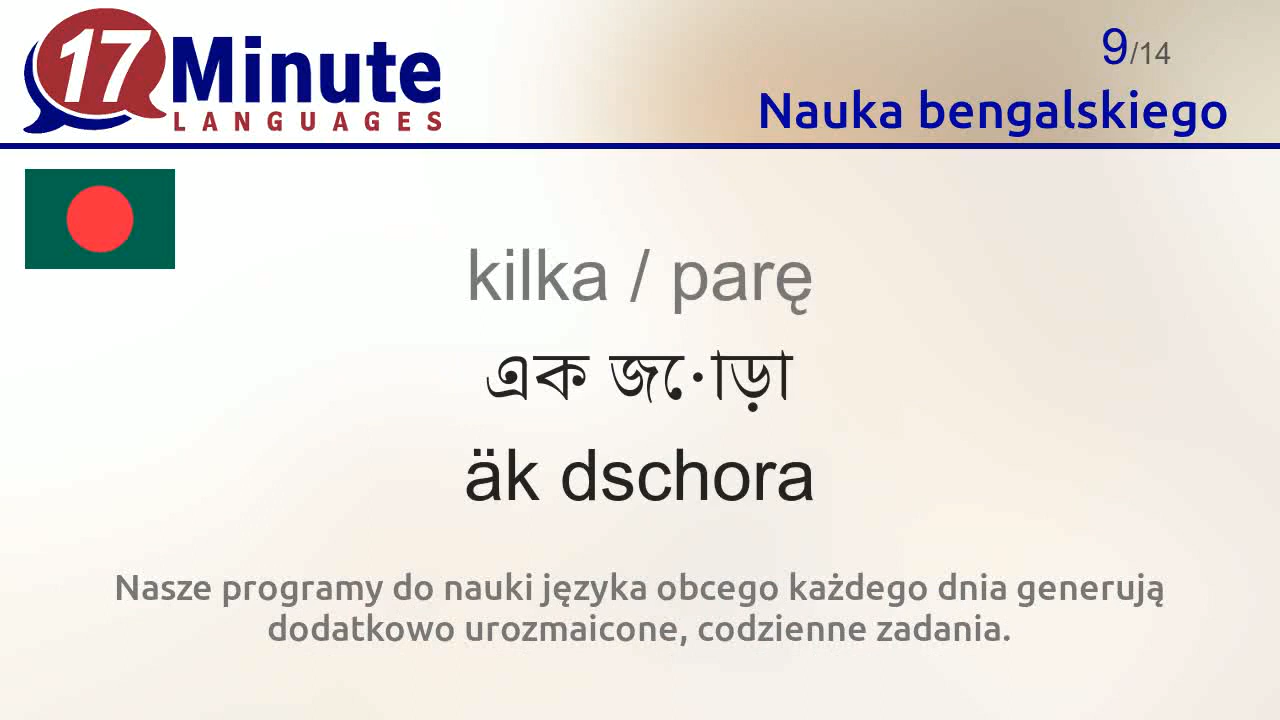 17 Minute
LANGUAGES
9/14
Nauka bengalskiego
kilka / parę
এক জে·াড়া
äk dschora
Nasze programy do nauki języka obcego każdego dnia generują
dodatkowo urozmaicone, codzienne zadania.